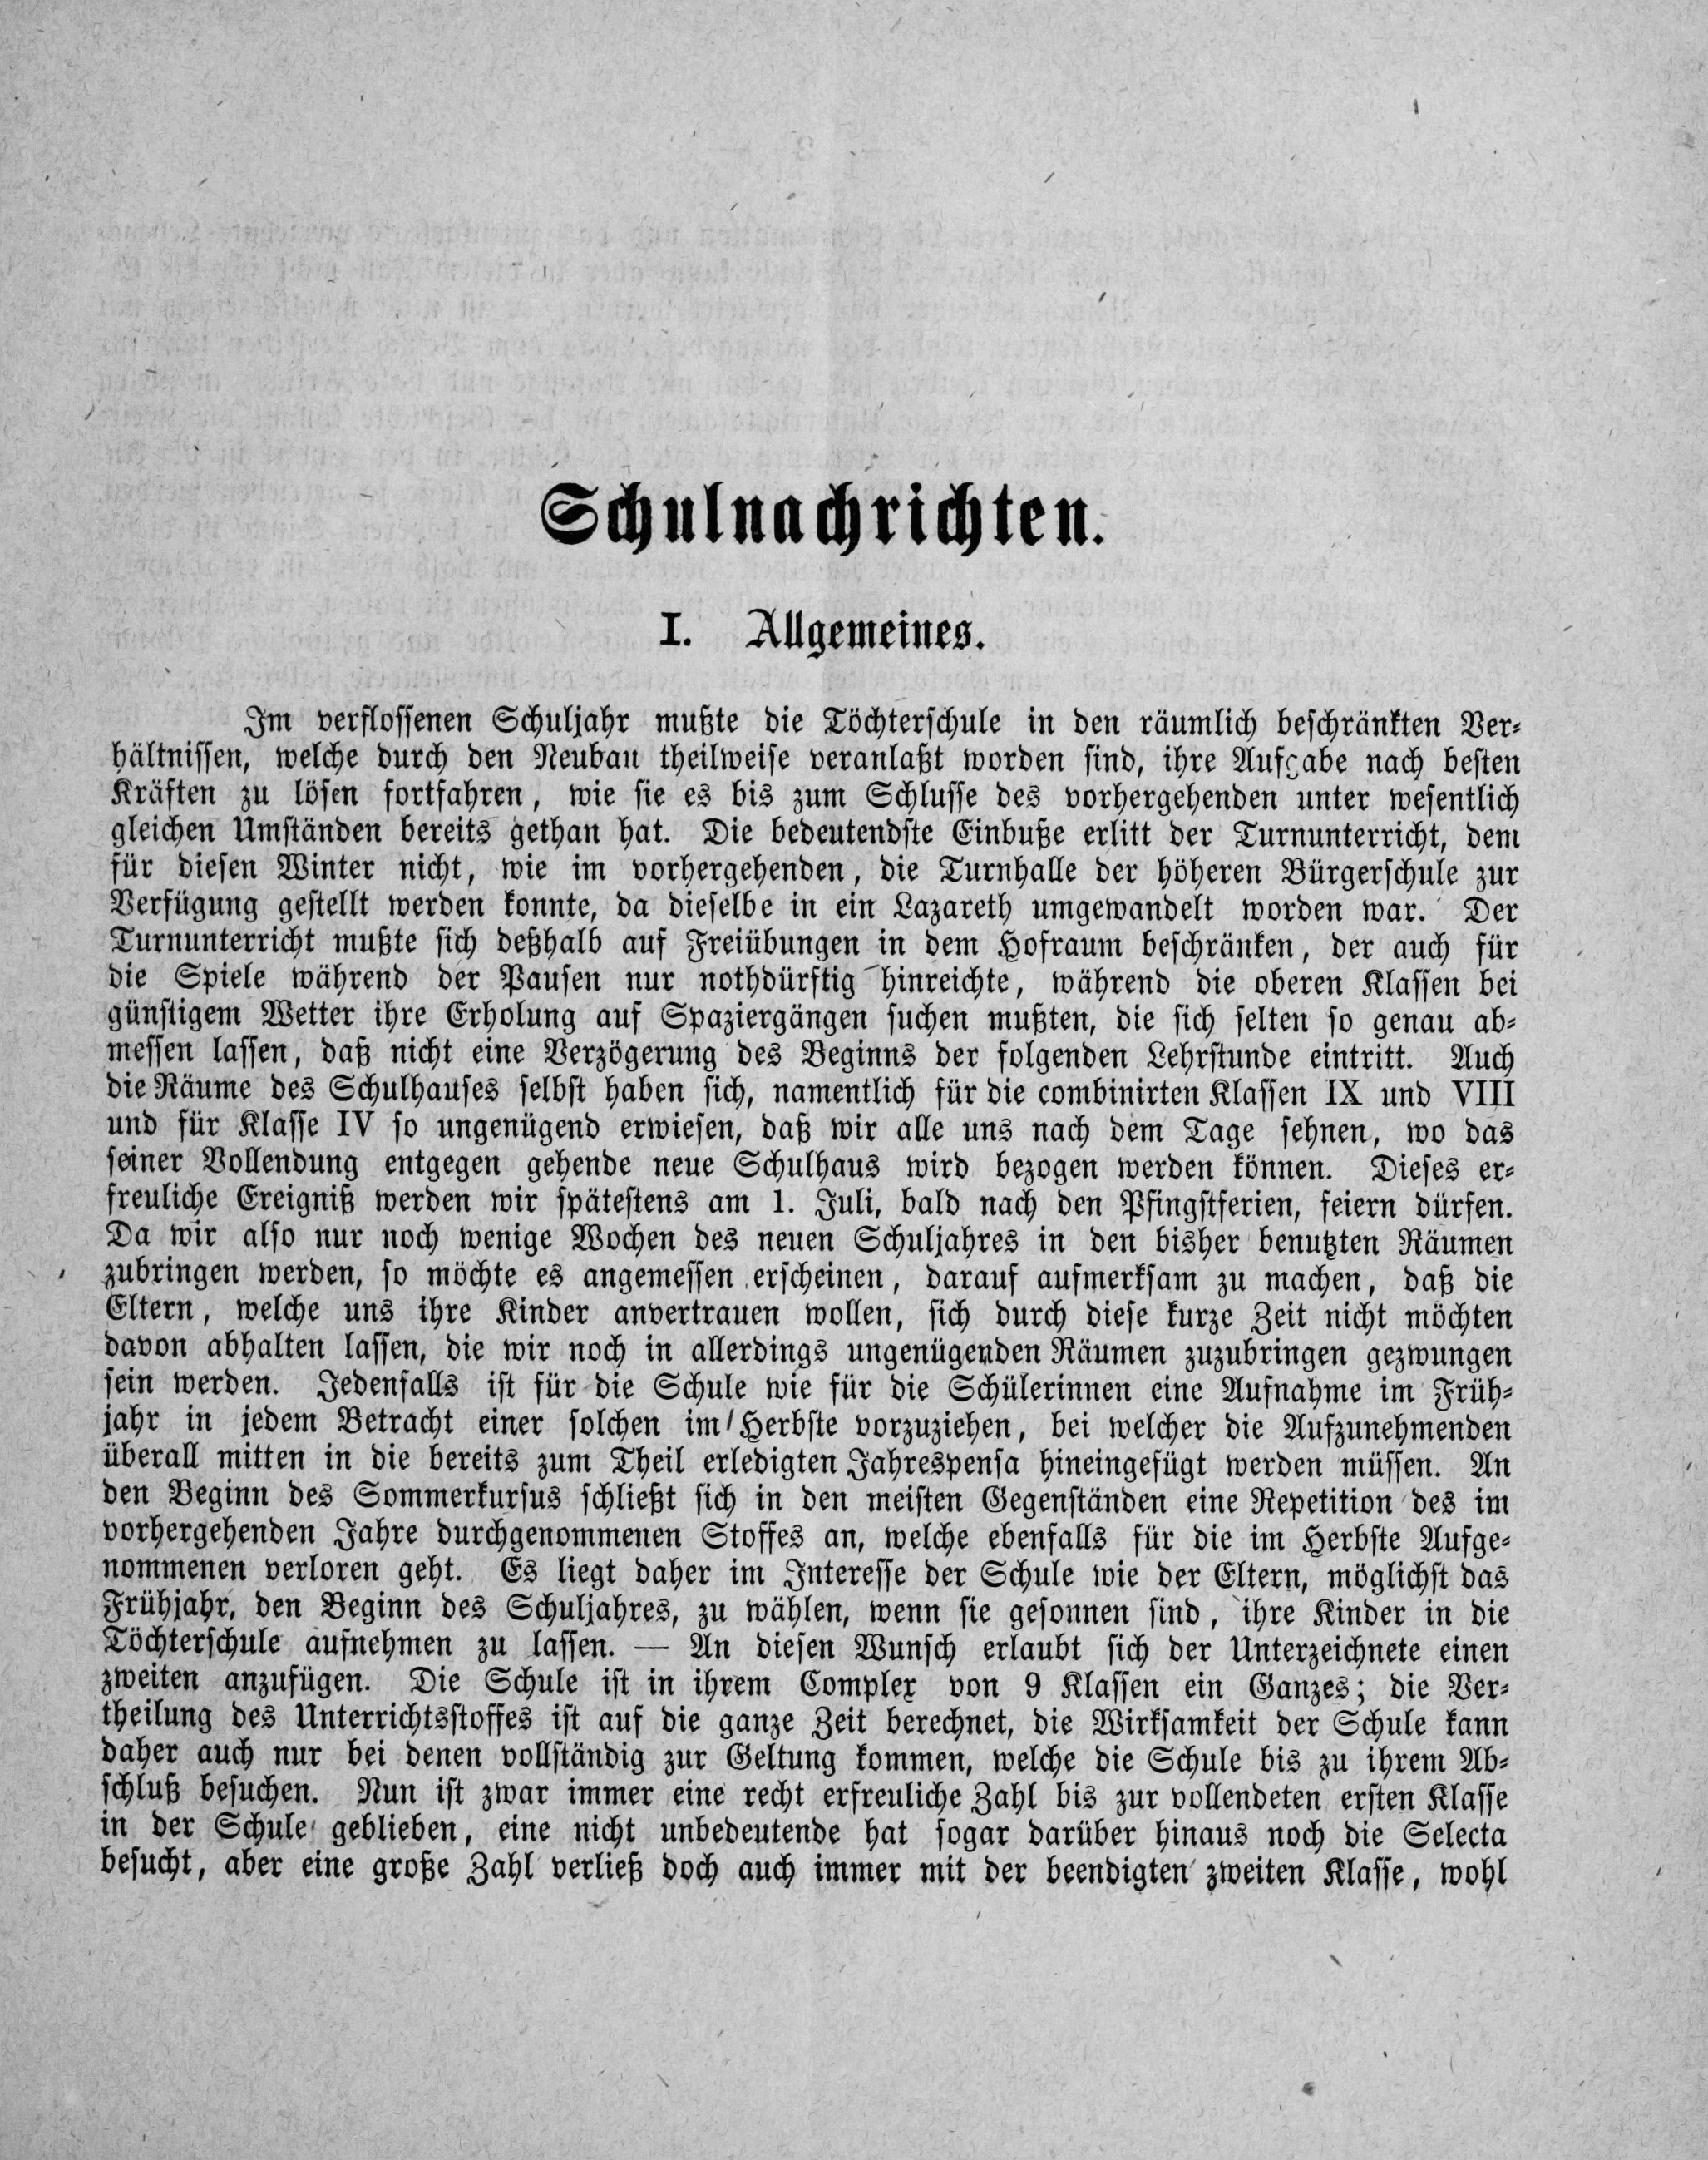 Schulnachrichten.
I. Allgemeines.
Im verflossenen Schuljahr mußte die Töchterschule in den räumlich beschränkten Ver-
hältnissen, welche durch den Neubau theilweise veranlaßt worden sind, ihre Aufgabe nach besten
Kräften zu lösen fortfahren, wie sie es bis zum Schlusse des vorhergehenden unter wesentlich
gleichen Umständen bereits gethan hat. Die bedeutendste Einbuße erlitt der Turnunterricht, dem
für diesen Winter nicht, wie im vorhergehenden, die Turnhalle der höheren Bürgerschule zur
Verfügung gestellt werden konnte, da dieselbe in ein Lazareth umgewandelt worden war. Der
Turnunterricht mußte sich deßhalb auf Freiübungen in dem Hofraum beschränken, der auch für
die Spiele während der Pausen nur nothdürftig hinreichte, während die oberen Klassen bei
günstigem Wetter ihre Erholung auf Spaziergängen suchen mußten, die sich selten so genau ab-
messen lassen, daß nicht eine Verzögerung des Beginns der folgenden Lehrstunde eintritt. Auch
die Räume des Schulhauses selbst haben sich, namentlich für die combinirten Klassen IX und VIII
und für Klasse IV so ungenügend erwiesen, daß wir alle uns nach dem Tage sehnen, wo das
seiner Vollendung entgegen gehende neue Schulhaus wird bezogen werden können. Dieses er-
freuliche Ereigniß werden wir spätestens am 1. Juli, bald nach den Pfingstferien, feiern dürfen.
Da wir also nur noch wenige Wochen des neuen Schuljahres in den bisher benutzten Räumen
zubringen werden, so möchte es angemessen erscheinen, darauf aufmerksam zu machen, daß die
Eltern, welche uns ihre Kinder anvertrauen wollen, sich durch diese kurze Zeit nicht möchten
davon abhalten lassen, die wir noch in allerdings ungenügenden Räumen zuzubringen gezwungen
sein werden. Jedenfalls ist für die Schule wie für die Schülerinnen eine Aufnahme im Früh-
jahr in jedem Betracht einer solchen im Herbste vorzuziehen, bei welcher die Aufzunehmenden
überall mitten in die bereits zum Theil erledigten Jahrespensa hineingefügt werden müssen. An
den Beginn des Sommerkursus schließt sich in den meisten Gegenständen eine Repetition des im
vorhergehenden Jahre durchgenommenen Stoffes an, welche ebenfalls für die im Herbste Aufge-
nommenen verloren geht. Es liegt daher im Interesse der Schule wie der Eltern, möglichst das
Frühjahr, den Beginn des Schuljahres, zu wählen, wenn sie gesonnen sind, ihre Kinder in die
Töchterschule aufnehmen zu lassen. — An diesen Wunsch erlaubt sich der Unterzeichnete einen
zweiten anzufügen. Die Schule ist in ihrem Complex von 9 Klassen ein Ganzes; die Ver-
theilung des Unterrichtsstoffes ist auf die ganze Zeit berechnet, die Wirksamkeit der Schule kann
daher auch nur bei denen vollständig zur Geltung kommen, welche die Schule bis zu ihrem Ab-
schluß besuchen. Nun ist zwar immer eine recht erfreuliche Zahl bis zur vollendeten ersten Klasse
in der Schule geblieben, eine nicht unbedeutende hat sogar darüber hinaus noch die Selecta
besucht, aber eine große Zahl verließ doch auch immer mit der beendigten zweiten Klasse, wohl